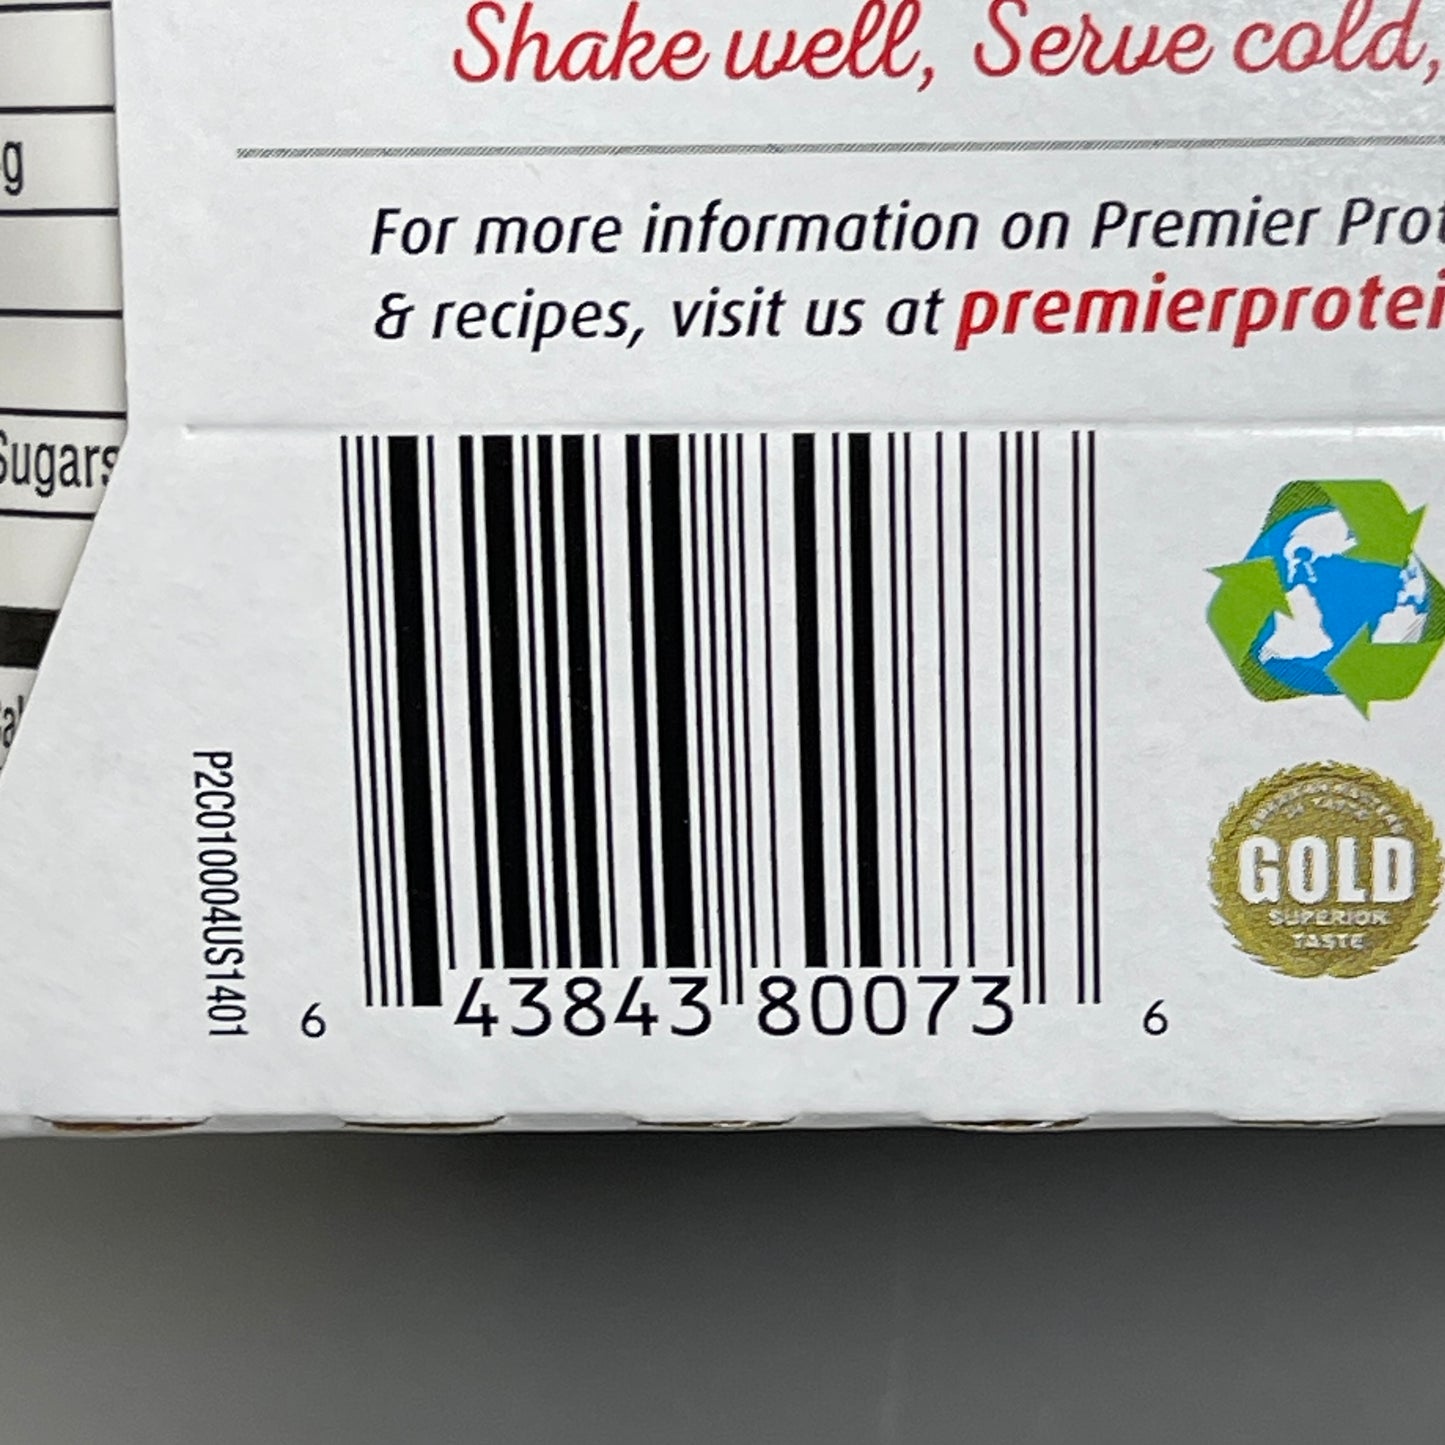 Shake well, Serve cold,
g
For more information on Premier Prot
& recipes, visit us at premierprotei
Sugars
P2C010004US1401
6 43843 80073 6
GOLD
SUPERIOR
TASTE